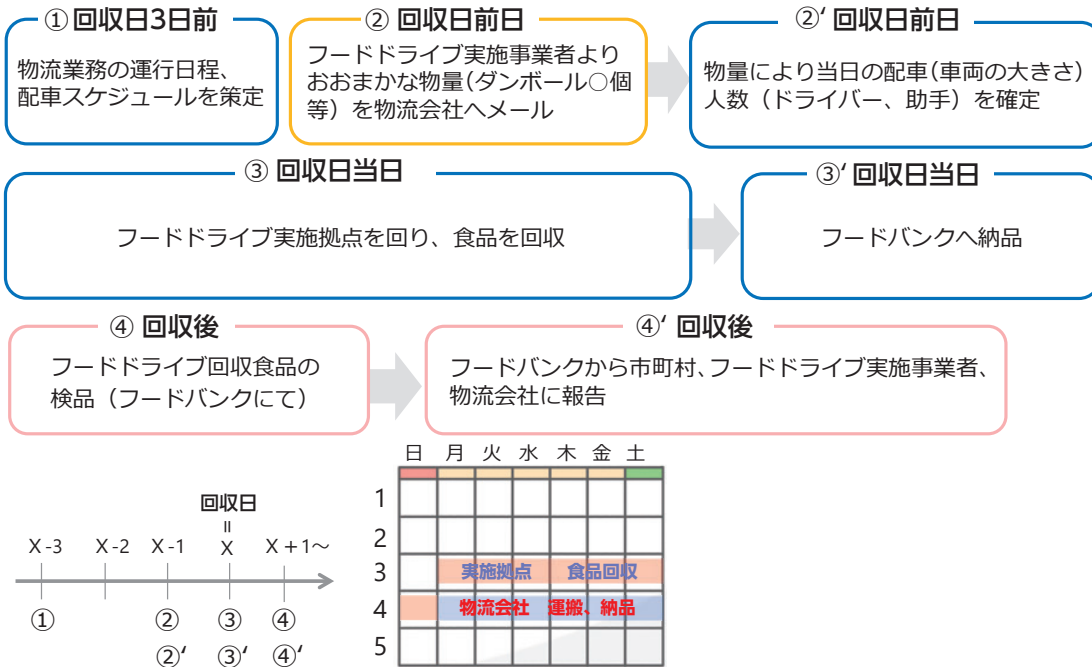 ① 回収日3日前
物流業務の運行日程、
配車スケジュールを策定
② 回収日前日
フードドライブ実施事業者より
おおまかな物量(ダンボール○個
等）を物流会社へメール
②′ 回収日前日
物量により当日の配車(車両の大きさ)
人数（ドライバー、助手）を確定
③ 回収日当日
フードドライブ実施拠点を回り、食品を回収
③′ 回収日当日
フードバンクへ納品
④ 回収後
フードドライブ回収食品の
検品（フードバンクにて）
④′ 回収後
フードバンクから市町村、フードドライブ実施事業者、
物流会社に報告
回収日
=
X-3 X-2 X-1 X X+1～
① ② ③ ④
②′ ③′ ④′
日 月 火 水 木 金 土
1
2
3 実施拠点 食品回収
4 物流会社 運搬、納品
5